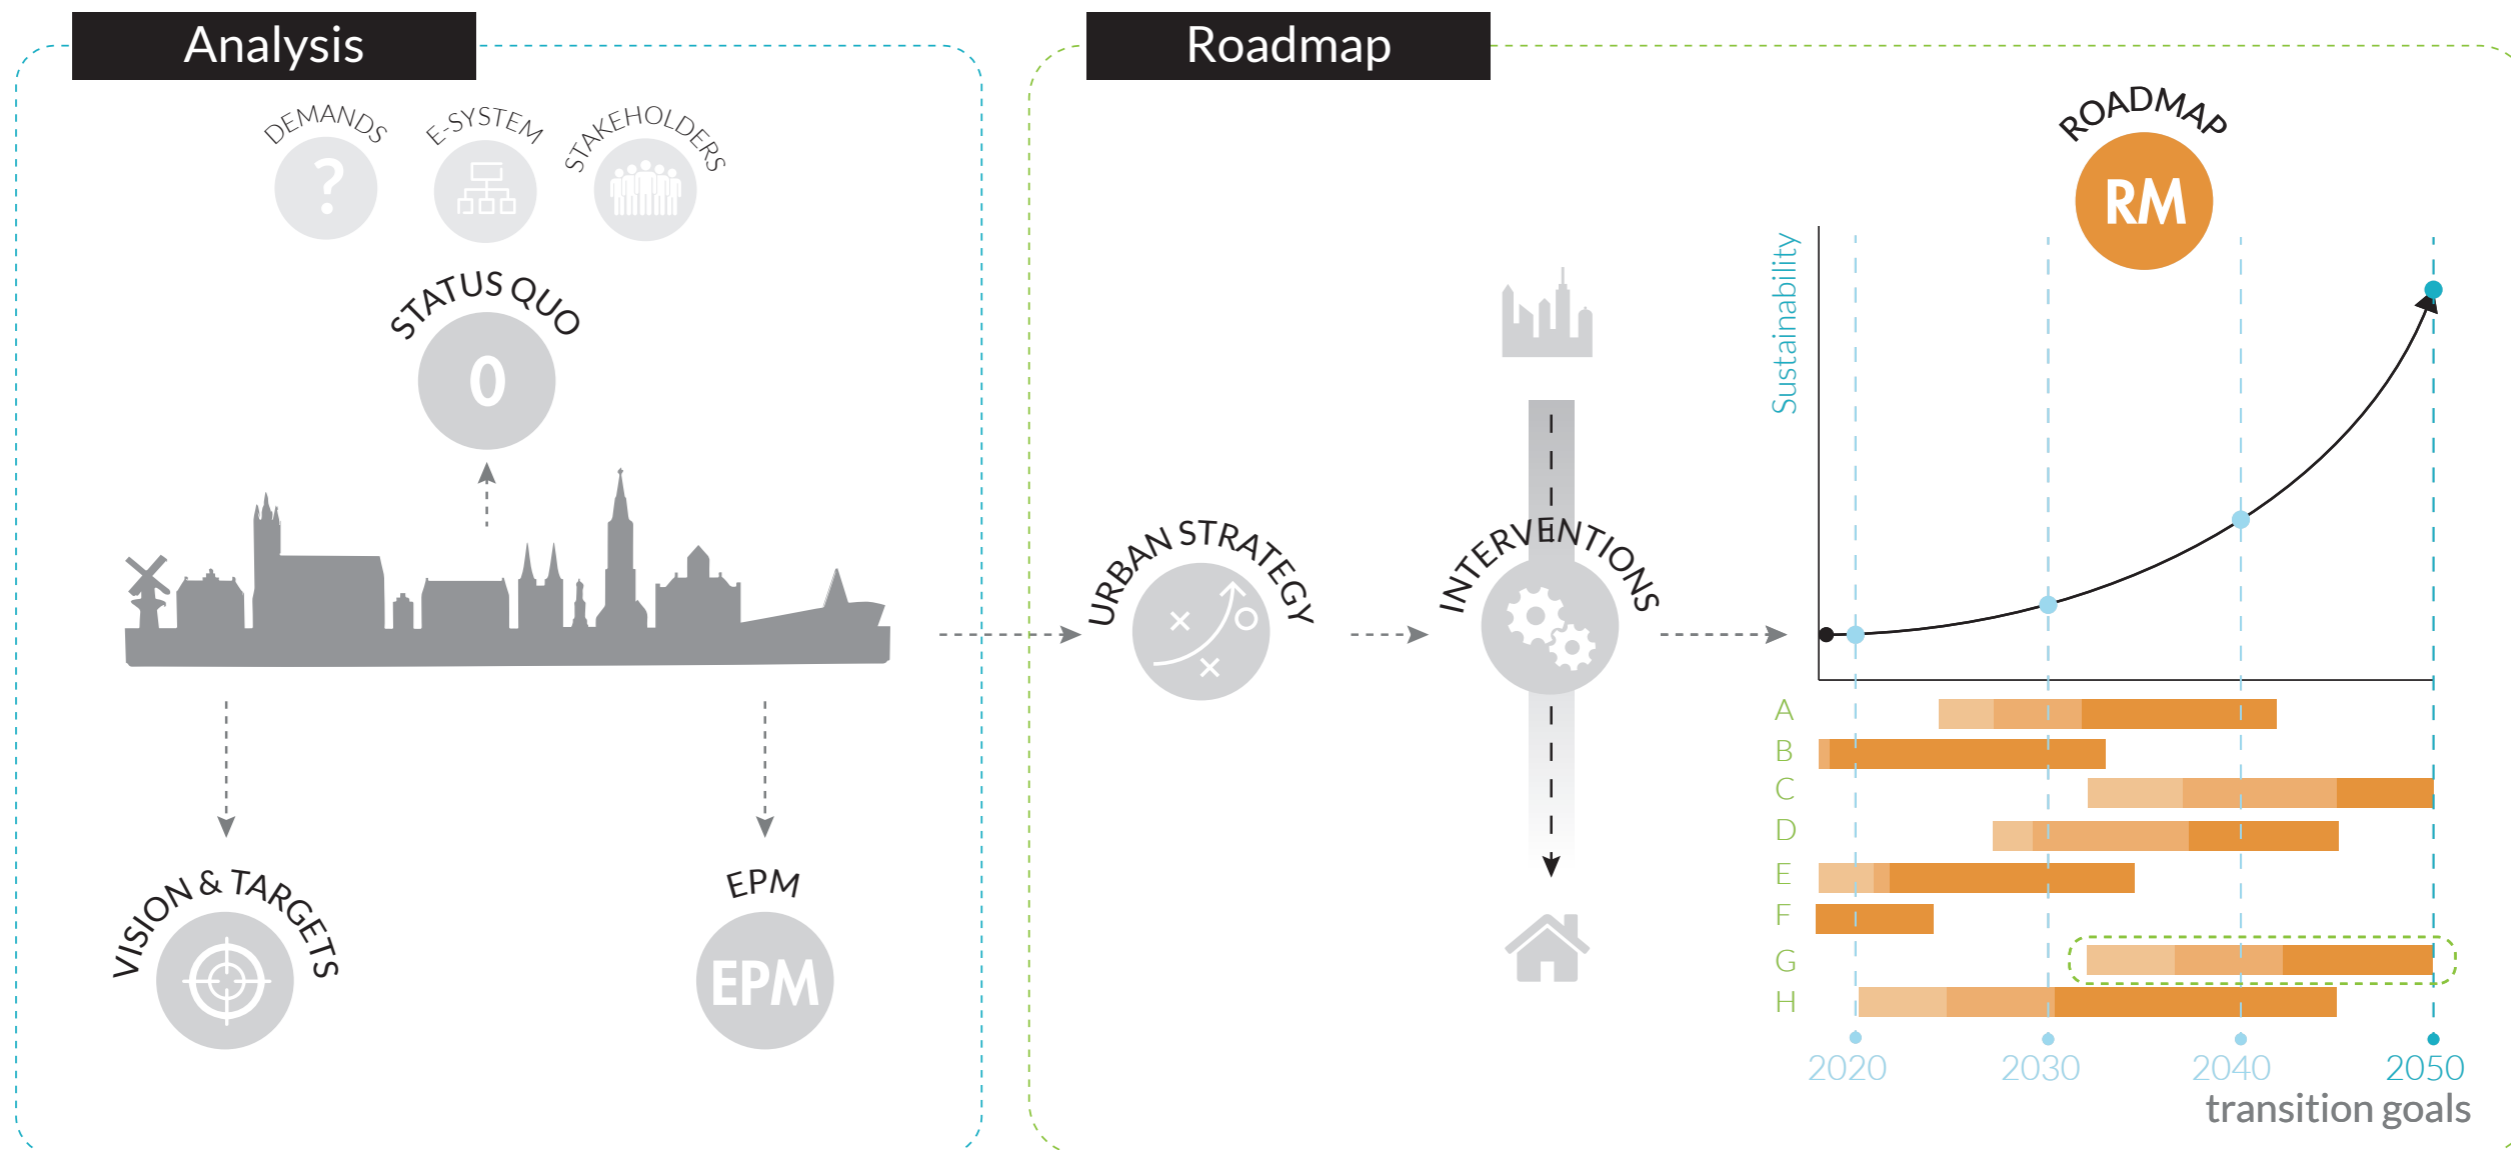 Analysis
DEMANDS
?
E-SYSTEM
STAKEHOLDERS
STATUS QUO
0
VISION & TARGETS
EPM
EPM
Roadmap
URBAN STRATEGY
INTERVENTIONS
ROADMAP
RM
Sustainability
A
B
C
D
E
F
G
H
2020 2030 2040 2050
transition goals